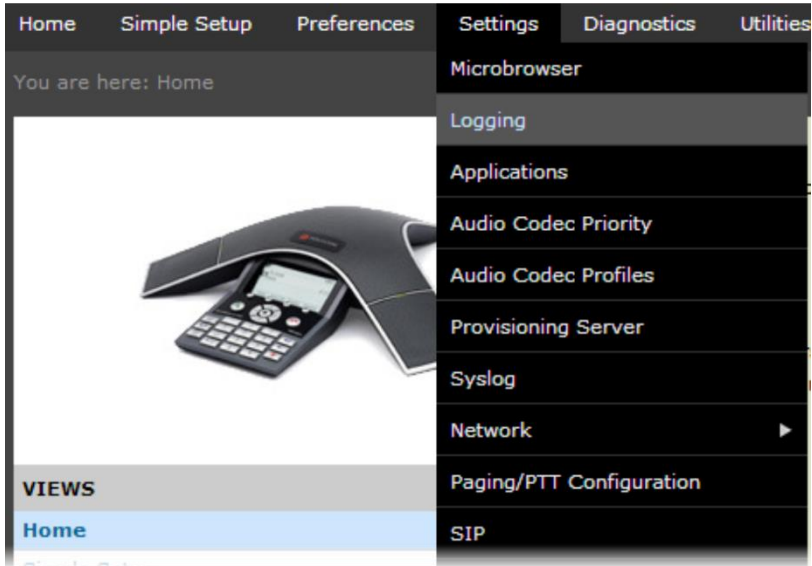 Home Simple Setup Preferences Settings Diagnostics Utilities
You are here: Home
Microbrowser
Logging
Applications
Audio Codec Priority
Audio Codec Profiles
Provisioning Server
Syslog
Network
Paging/PTT Configuration
SIP
VIEWS
Home